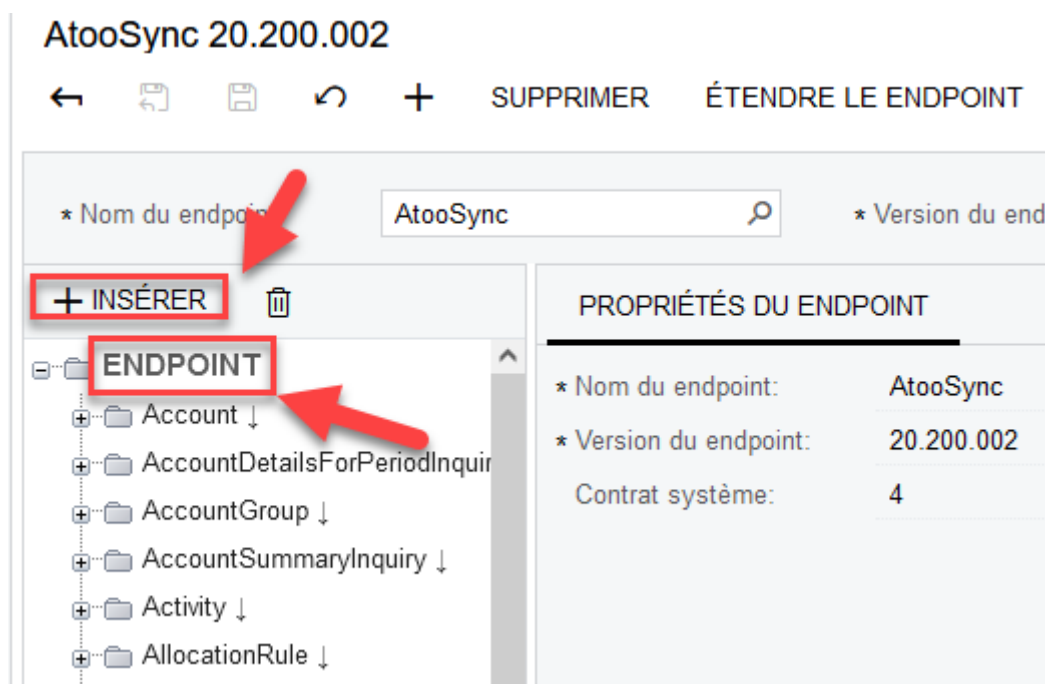 AtooSync 20.200.002
SUPPRIMER ÉTENDRE LE ENDPOINT
* Nom du endpoin AtooSync * Version du end
+ INSÉRER
PROPRIÉTÉS DU ENDPOINT
ENDPOINT
* Nom du endpoint: AtooSync
Account ↓
* Version du endpoint: 20.200.002
AccountDetailsForPeriodInquir
Contrat système: 4
AccountGroup ↓
AccountSummaryInquiry ↓
Activity ↓
AllocationRule ↓